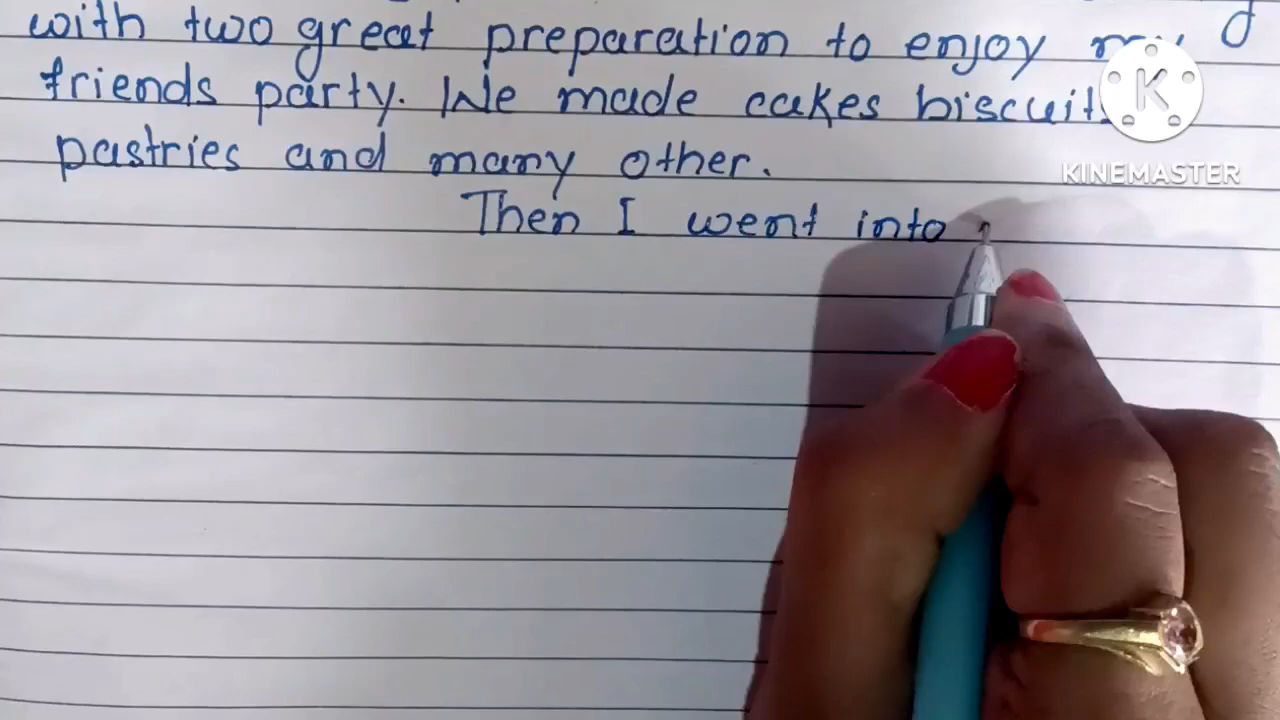 with two great preparation to enjoy my
friends party. We made cakes biscuits
pastries and many other.
Then I went into
K
KINEMASTER